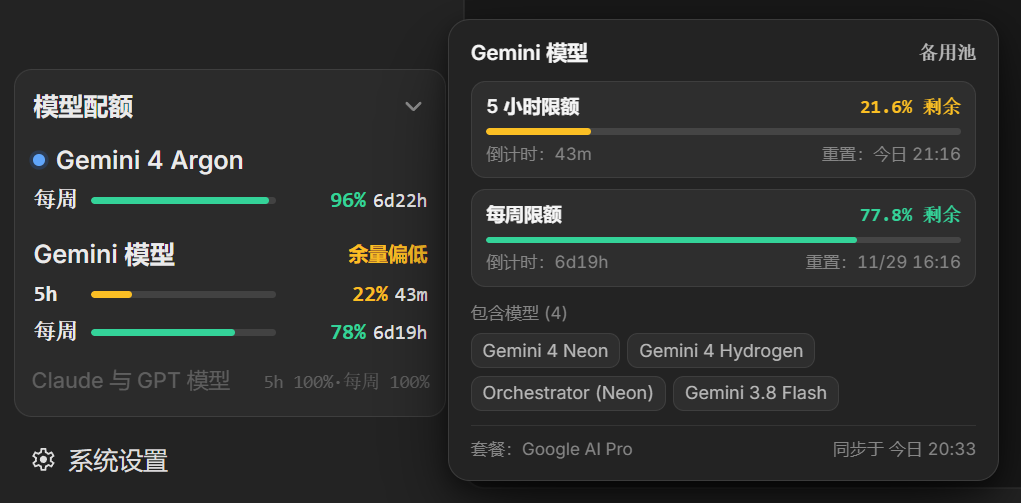 模型配额
Gemini 4 Argon
每周 96% 6d22h
Gemini 模型 余量偏低
5h 22% 43m
每周 78% 6d19h
Claude 与 GPT 模型 5h 100%·每周 100%
系统设置
Gemini 模型 备用池
5 小时限额 21.6% 剩余
倒计时：43m 重置：今日 21:16
每周限额 77.8% 剩余
倒计时：6d19h 重置：11/29 16:16
包含模型 (4)
Gemini 4 Neon Gemini 4 Hydrogen
Orchestrator (Neon) Gemini 3.8 Flash
套餐：Google AI Pro 同步于 今日 20:33